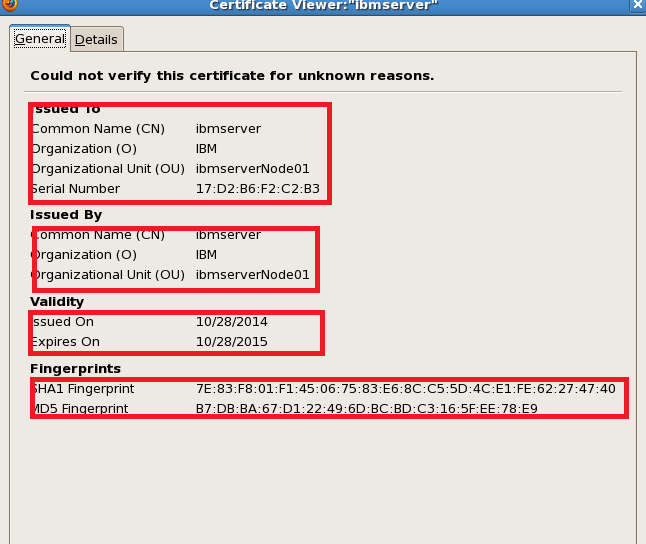 Certificate Viewer:"ibmserver"
General Details
Could not verify this certificate for unknown reasons.
Issued To
Common Name (CN) ibmserver
Organization (O) IBM
Organizational Unit (OU) ibmserverNode01
Serial Number 17:D2:B6:F2:C2:B3
Issued By
Common Name (CN) ibmserver
Organization (O) IBM
Organizational Unit (OU) ibmserverNode01
Validity
Issued On 10/28/2014
Expires On 10/28/2015
Fingerprints
SHA1 Fingerprint 7E:83:F8:01:F1:45:06:75:83:E6:8C:C5:5D:4C:E1:FE:62:27:47:40
MD5 Fingerprint B7:DB:BA:67:D1:22:49:6D:BC:BD:C3:16:5F:EE:78:E9